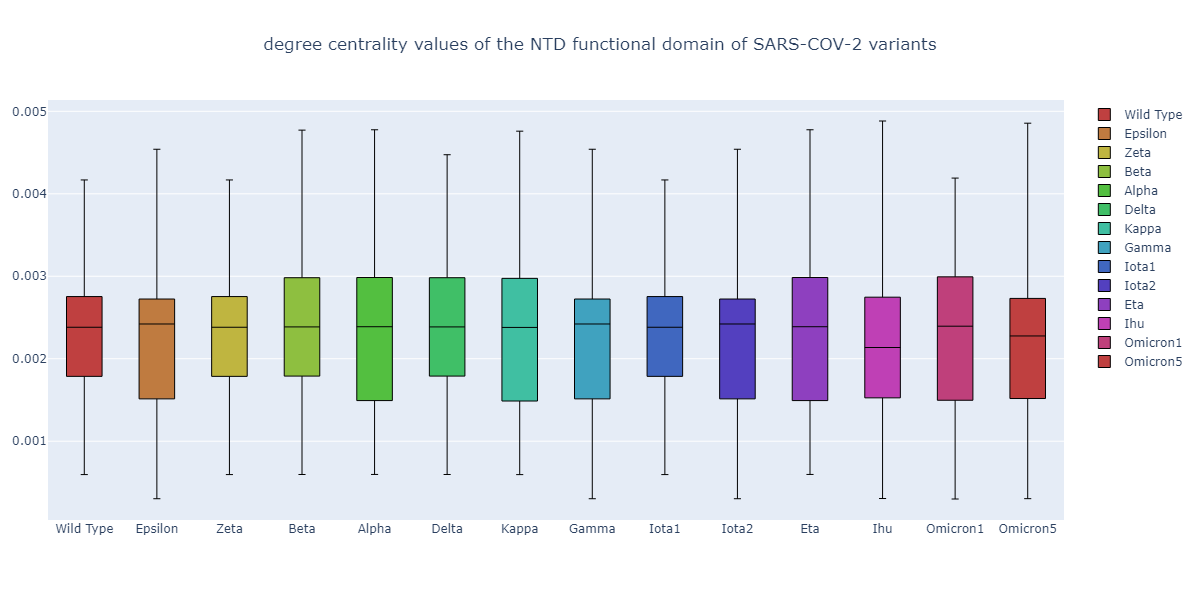 degree centrality values of the NTD functional domain of SARS-COV-2 variants
0.005
0.004
0.003
0.002
0.001
Wild Type
Epsilon
Zeta
Beta
Alpha
Delta
Kappa
Gamma
Iota1
Iota2
Eta
Ihu
Omicron1
Omicron5
Wild Type
Epsilon
Zeta
Beta
Alpha
Delta
Kappa
Gamma
Iota1
Iota2
Eta
Ihu
Omicron1
Omicron5